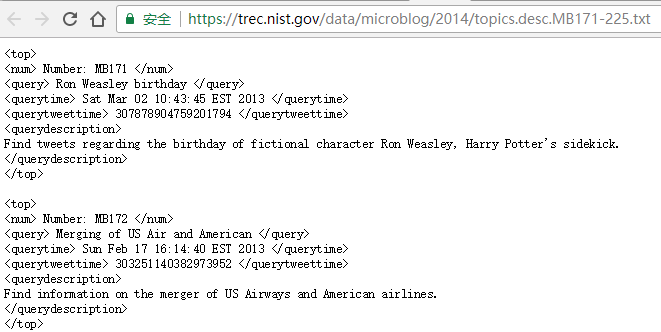 安全 https://trec.nist.gov/data/microblog/2014/topics.desc.MB171-225.txt
<top>
<num> Number: MB171 </num>
<query> Ron Weasley birthday </query>
<querytime> Sat Mar 02 10:43:45 EST 2013 </querytime>
<querytweettime> 307878904759201794 </querytweettime>
<querydescription>
Find tweets regarding the birthday of fictional character Ron Weasley, Harry Potter's sidekick.
</querydescription>
</top>
<top>
<num> Number: MB172 </num>
<query> Merging of US Air and American </query>
<querytime> Sun Feb 17 16:14:40 EST 2013 </querytime>
<querytweettime> 303251140382973952 </querytweettime>
<querydescription>
Find information on the merger of US Airways and American airlines.
</querydescription>
</top>